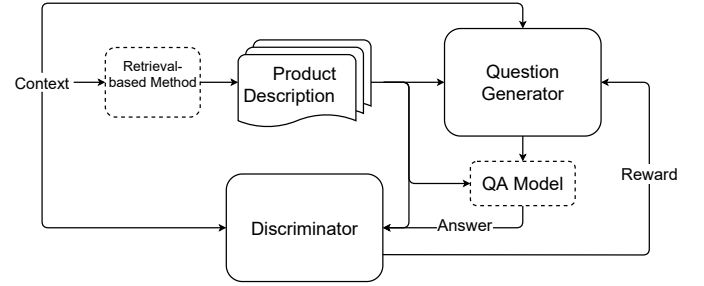 Context
Retrieval-
based Method
Product
Description
Question
Generator
QA Model
Reward
Discriminator
Answer